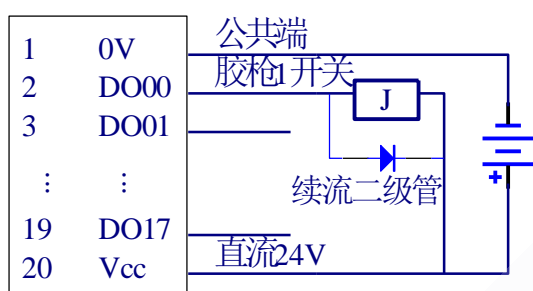 1 0V 公共端
2 DO00 胶枪1开关
J
3 DO01
⋮ ⋮
续流二级管
+
19 DO17
20 Vcc 直流24V